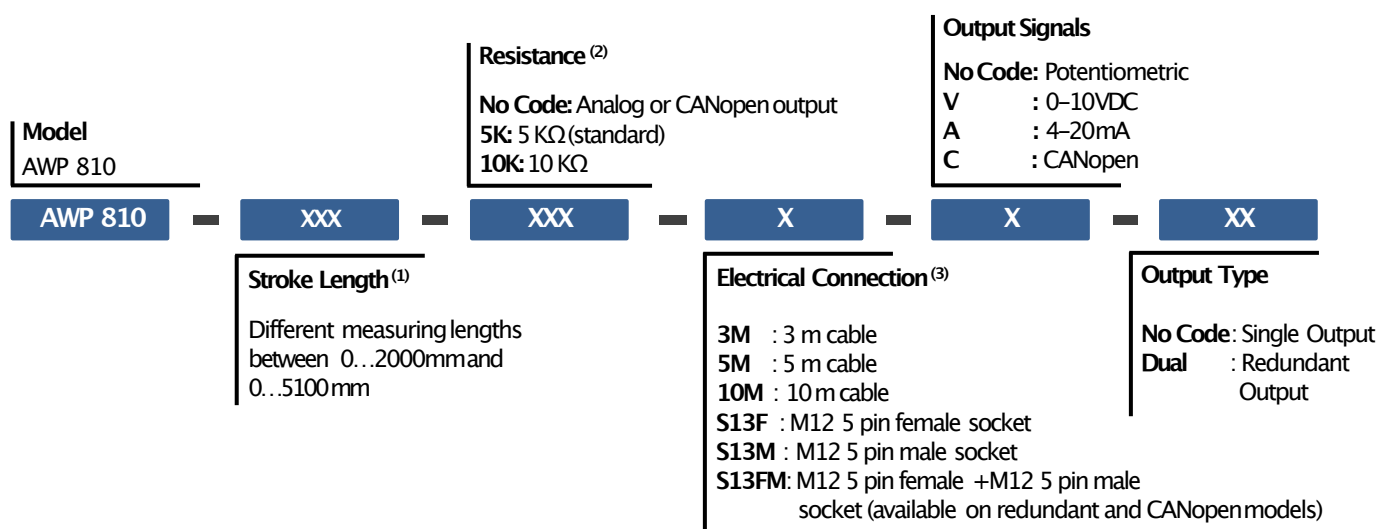 Output Signals
No Code: Potentiometric
V : 0–10VDC
A : 4–20mA
C : CANopen
Resistance (2)
No Code: Analog or CANopen output
5K: 5 KΩ (standard)
10K: 10 KΩ
Model
AWP 810
AWP 810 – XXX – XXX – X – X – XX
Stroke Length (1)
Different measuring lengths
between 0...2000mm and
0...5100mm
Electrical Connection (3)
3M : 3 m cable
5M : 5 m cable
10M : 10 m cable
S13F : M12 5 pin female socket
S13M : M12 5 pin male socket
S13FM: M12 5 pin female +M12 5 pin male
socket (available on redundant and CANopen models)
Output Type
No Code: Single Output
Dual : Redundant
Output